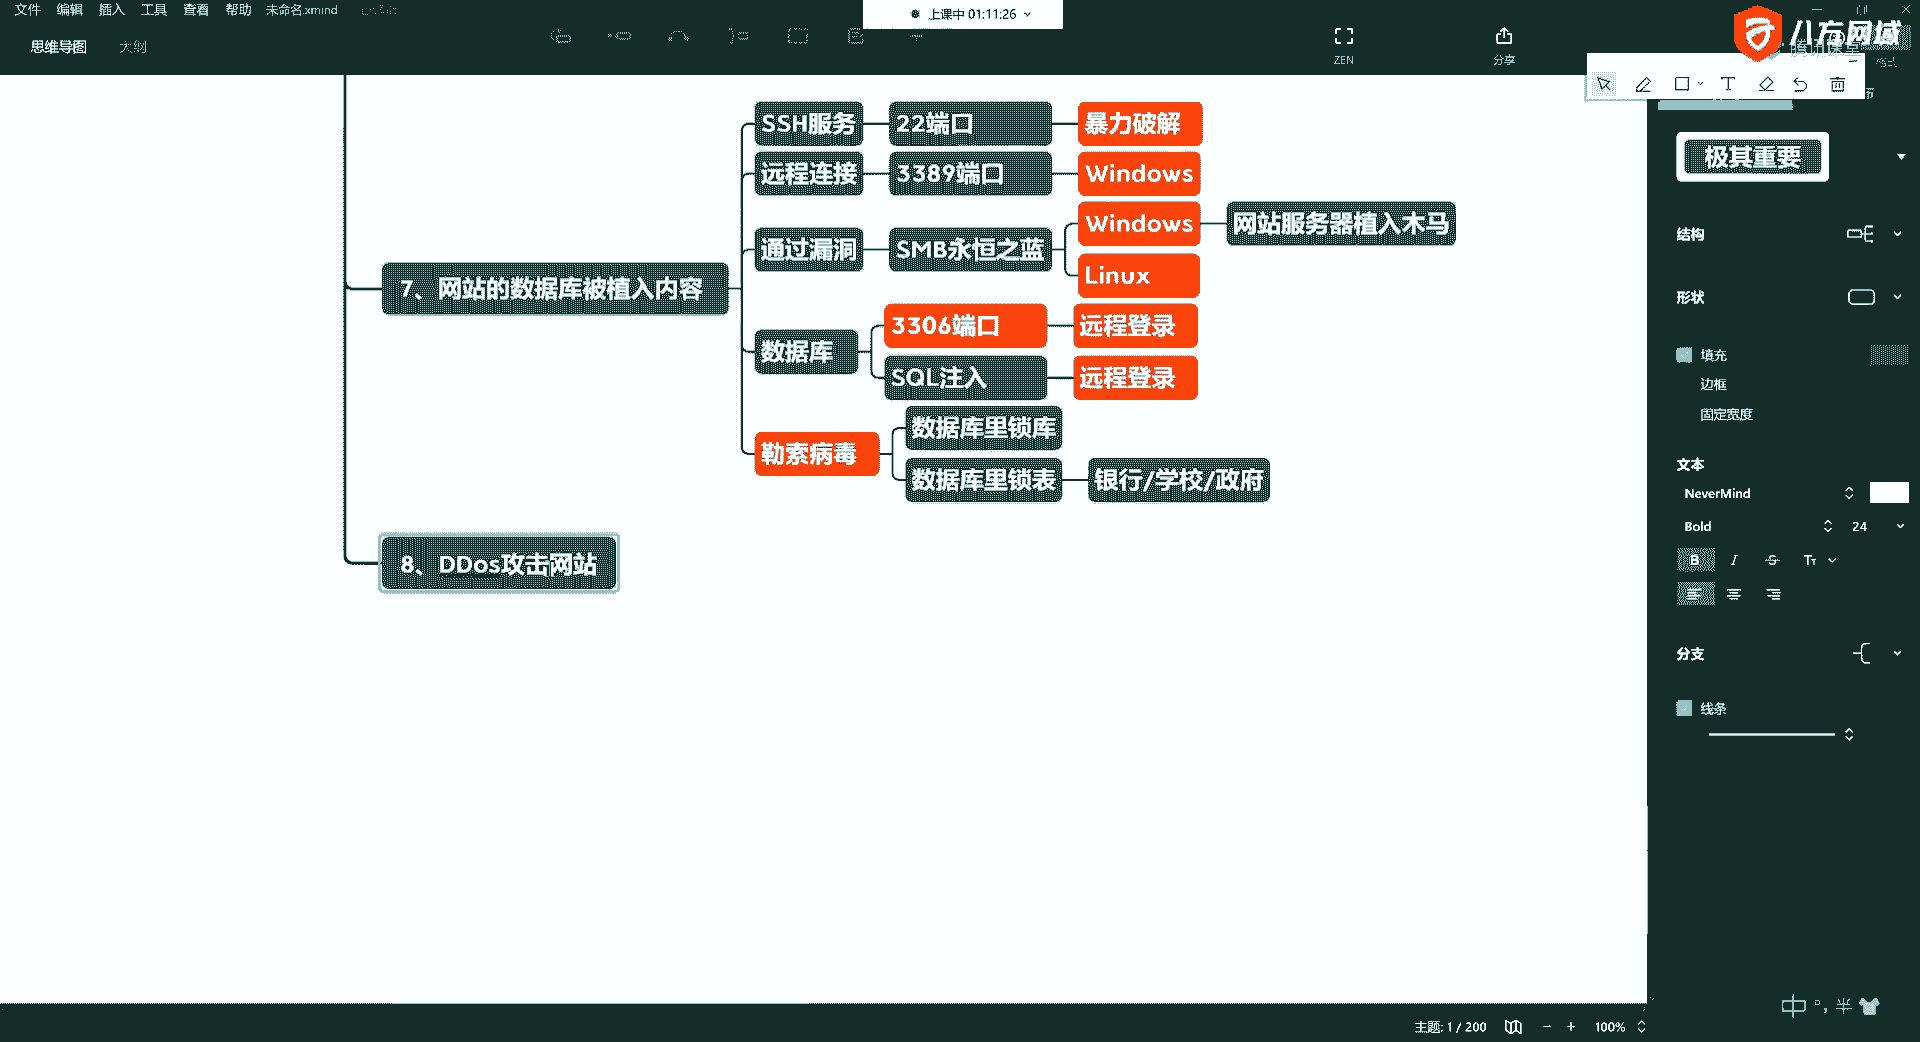 文件 编辑 插入 工具 查看 帮助 未命名.xmind
上课中 01:11:26
八方网域
腾讯课堂
思维导图 大纲
ZEN
分享
格式
SSH服务 22端口 暴力破解
远程连接 3389端口 Windows
通过漏洞 SMB永恒之蓝 Windows 网站服务器植入木马
Linux
7、网站的数据库被植入内容
数据库 3306端口 远程登录
SQL注入 远程登录
勒索病毒 数据库里锁库
数据库里锁表 银行/学校/政府
8、DDos攻击网站
极其重要
结构
形状
填充
边框
固定宽度
文本
NeverMind
Bold 24
B I S Tт
分支
线条
中 °, 半
主题: 1 / 200 − + 100%